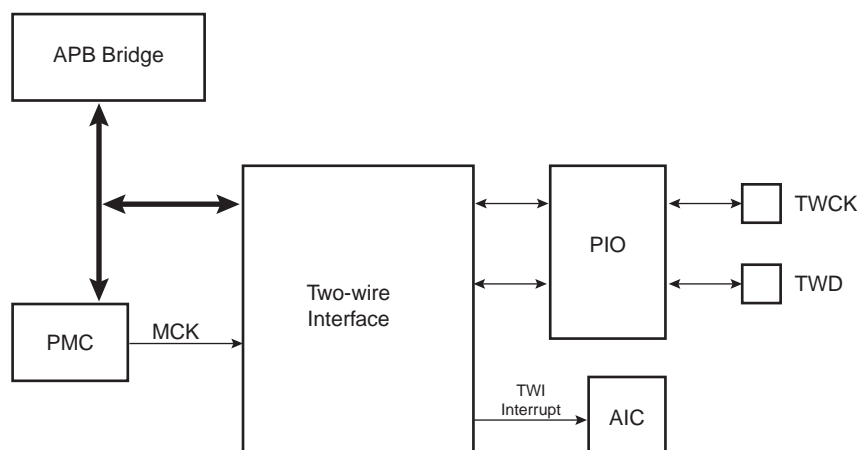 APB Bridge
TWCK
PIO
TWD
Two-wire
Interface
PMC
MCK
TWI
Interrupt
AIC